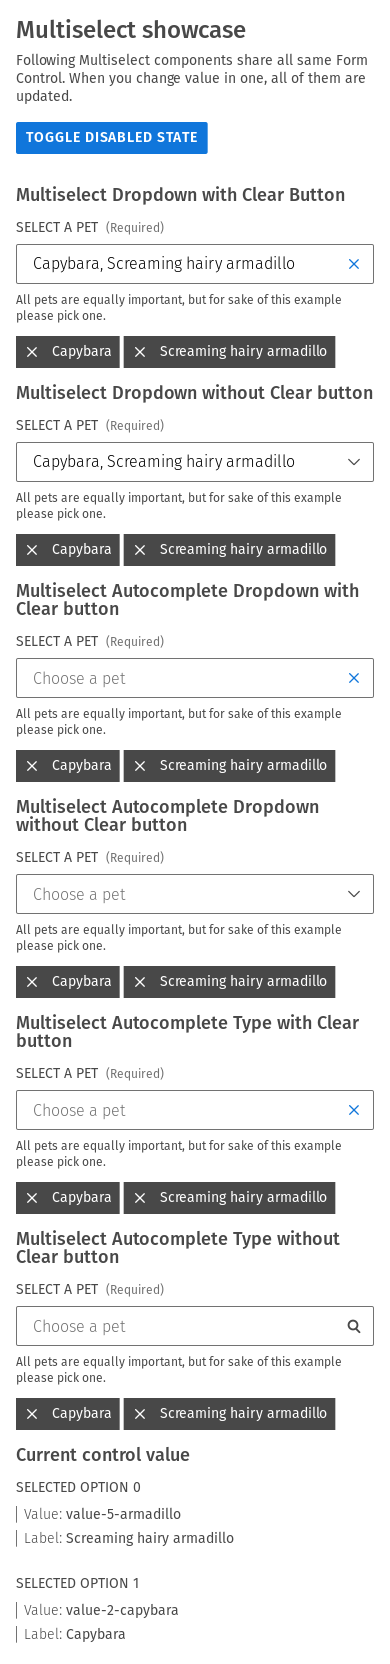 Multiselect showcase
Following Multiselect components share all same Form
Control. When you change value in one, all of them are
updated.
TOGGLE DISABLED STATE
Multiselect Dropdown with Clear Button
SELECT A PET (Required)
Capybara, Screaming hairy armadillo
All pets are equally important, but for sake of this example
please pick one.
Capybara Screaming hairy armadillo
Multiselect Dropdown without Clear button
SELECT A PET (Required)
Capybara, Screaming hairy armadillo
All pets are equally important, but for sake of this example
please pick one.
Capybara Screaming hairy armadillo
Multiselect Autocomplete Dropdown with
Clear button
SELECT A PET (Required)
Choose a pet
All pets are equally important, but for sake of this example
please pick one.
Capybara Screaming hairy armadillo
Multiselect Autocomplete Dropdown
without Clear button
SELECT A PET (Required)
Choose a pet
All pets are equally important, but for sake of this example
please pick one.
Capybara Screaming hairy armadillo
Multiselect Autocomplete Type with Clear
button
SELECT A PET (Required)
Choose a pet
All pets are equally important, but for sake of this example
please pick one.
Capybara Screaming hairy armadillo
Multiselect Autocomplete Type without
Clear button
SELECT A PET (Required)
Choose a pet
All pets are equally important, but for sake of this example
please pick one.
Capybara Screaming hairy armadillo
Current control value
SELECTED OPTION 0
Value: value-5-armadillo
Label: Screaming hairy armadillo
SELECTED OPTION 1
Value: value-2-capybara
Label: Capybara